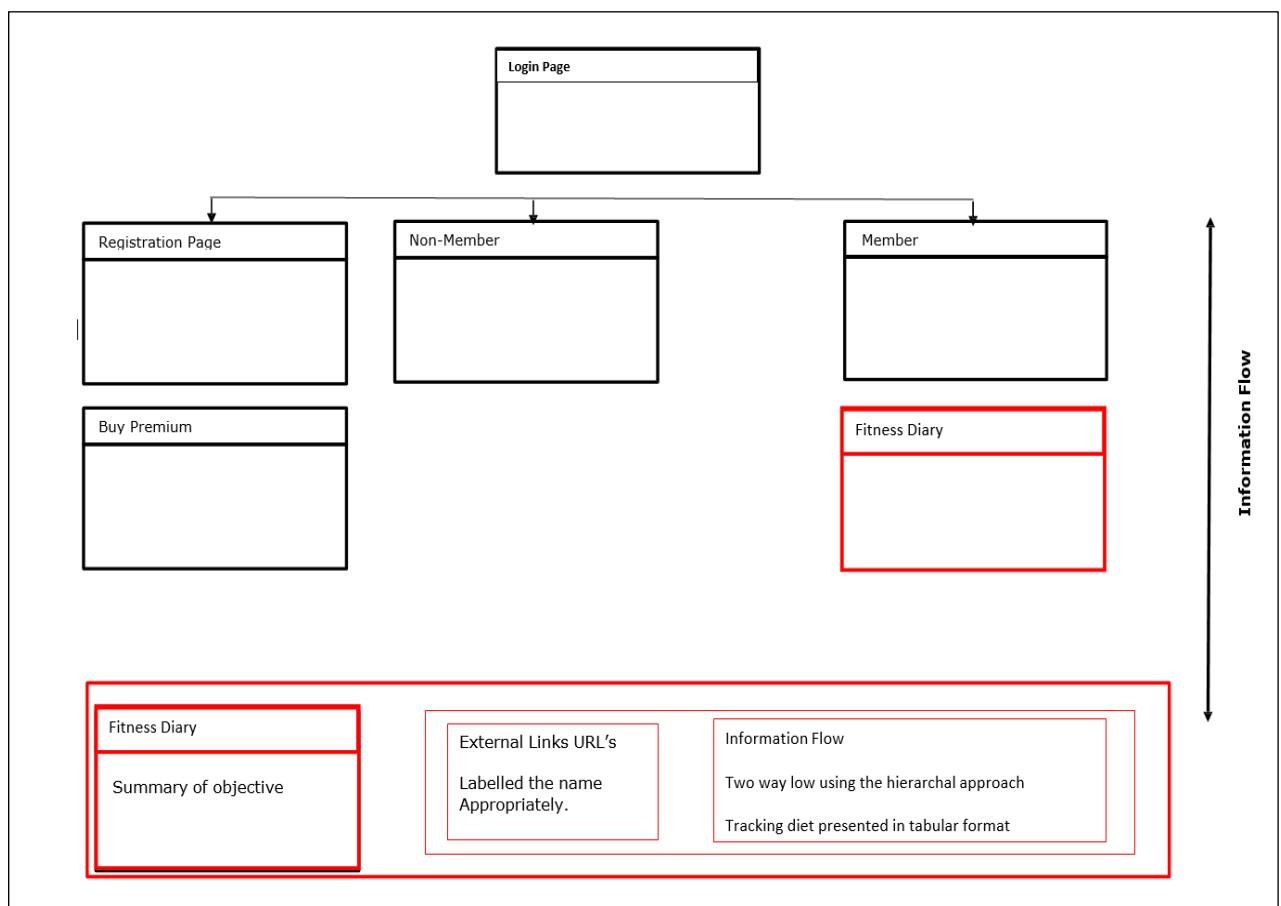 Login Page
Registration Page
Non-Member
Member
Buy Premium
Fitness Diary
Information Flow
Fitness Diary
Summary of objective
External Links URL's
Labelled the name
Appropriately.
Information Flow
Two way low using the hierarchal approach
Tracking diet presented in tabular format